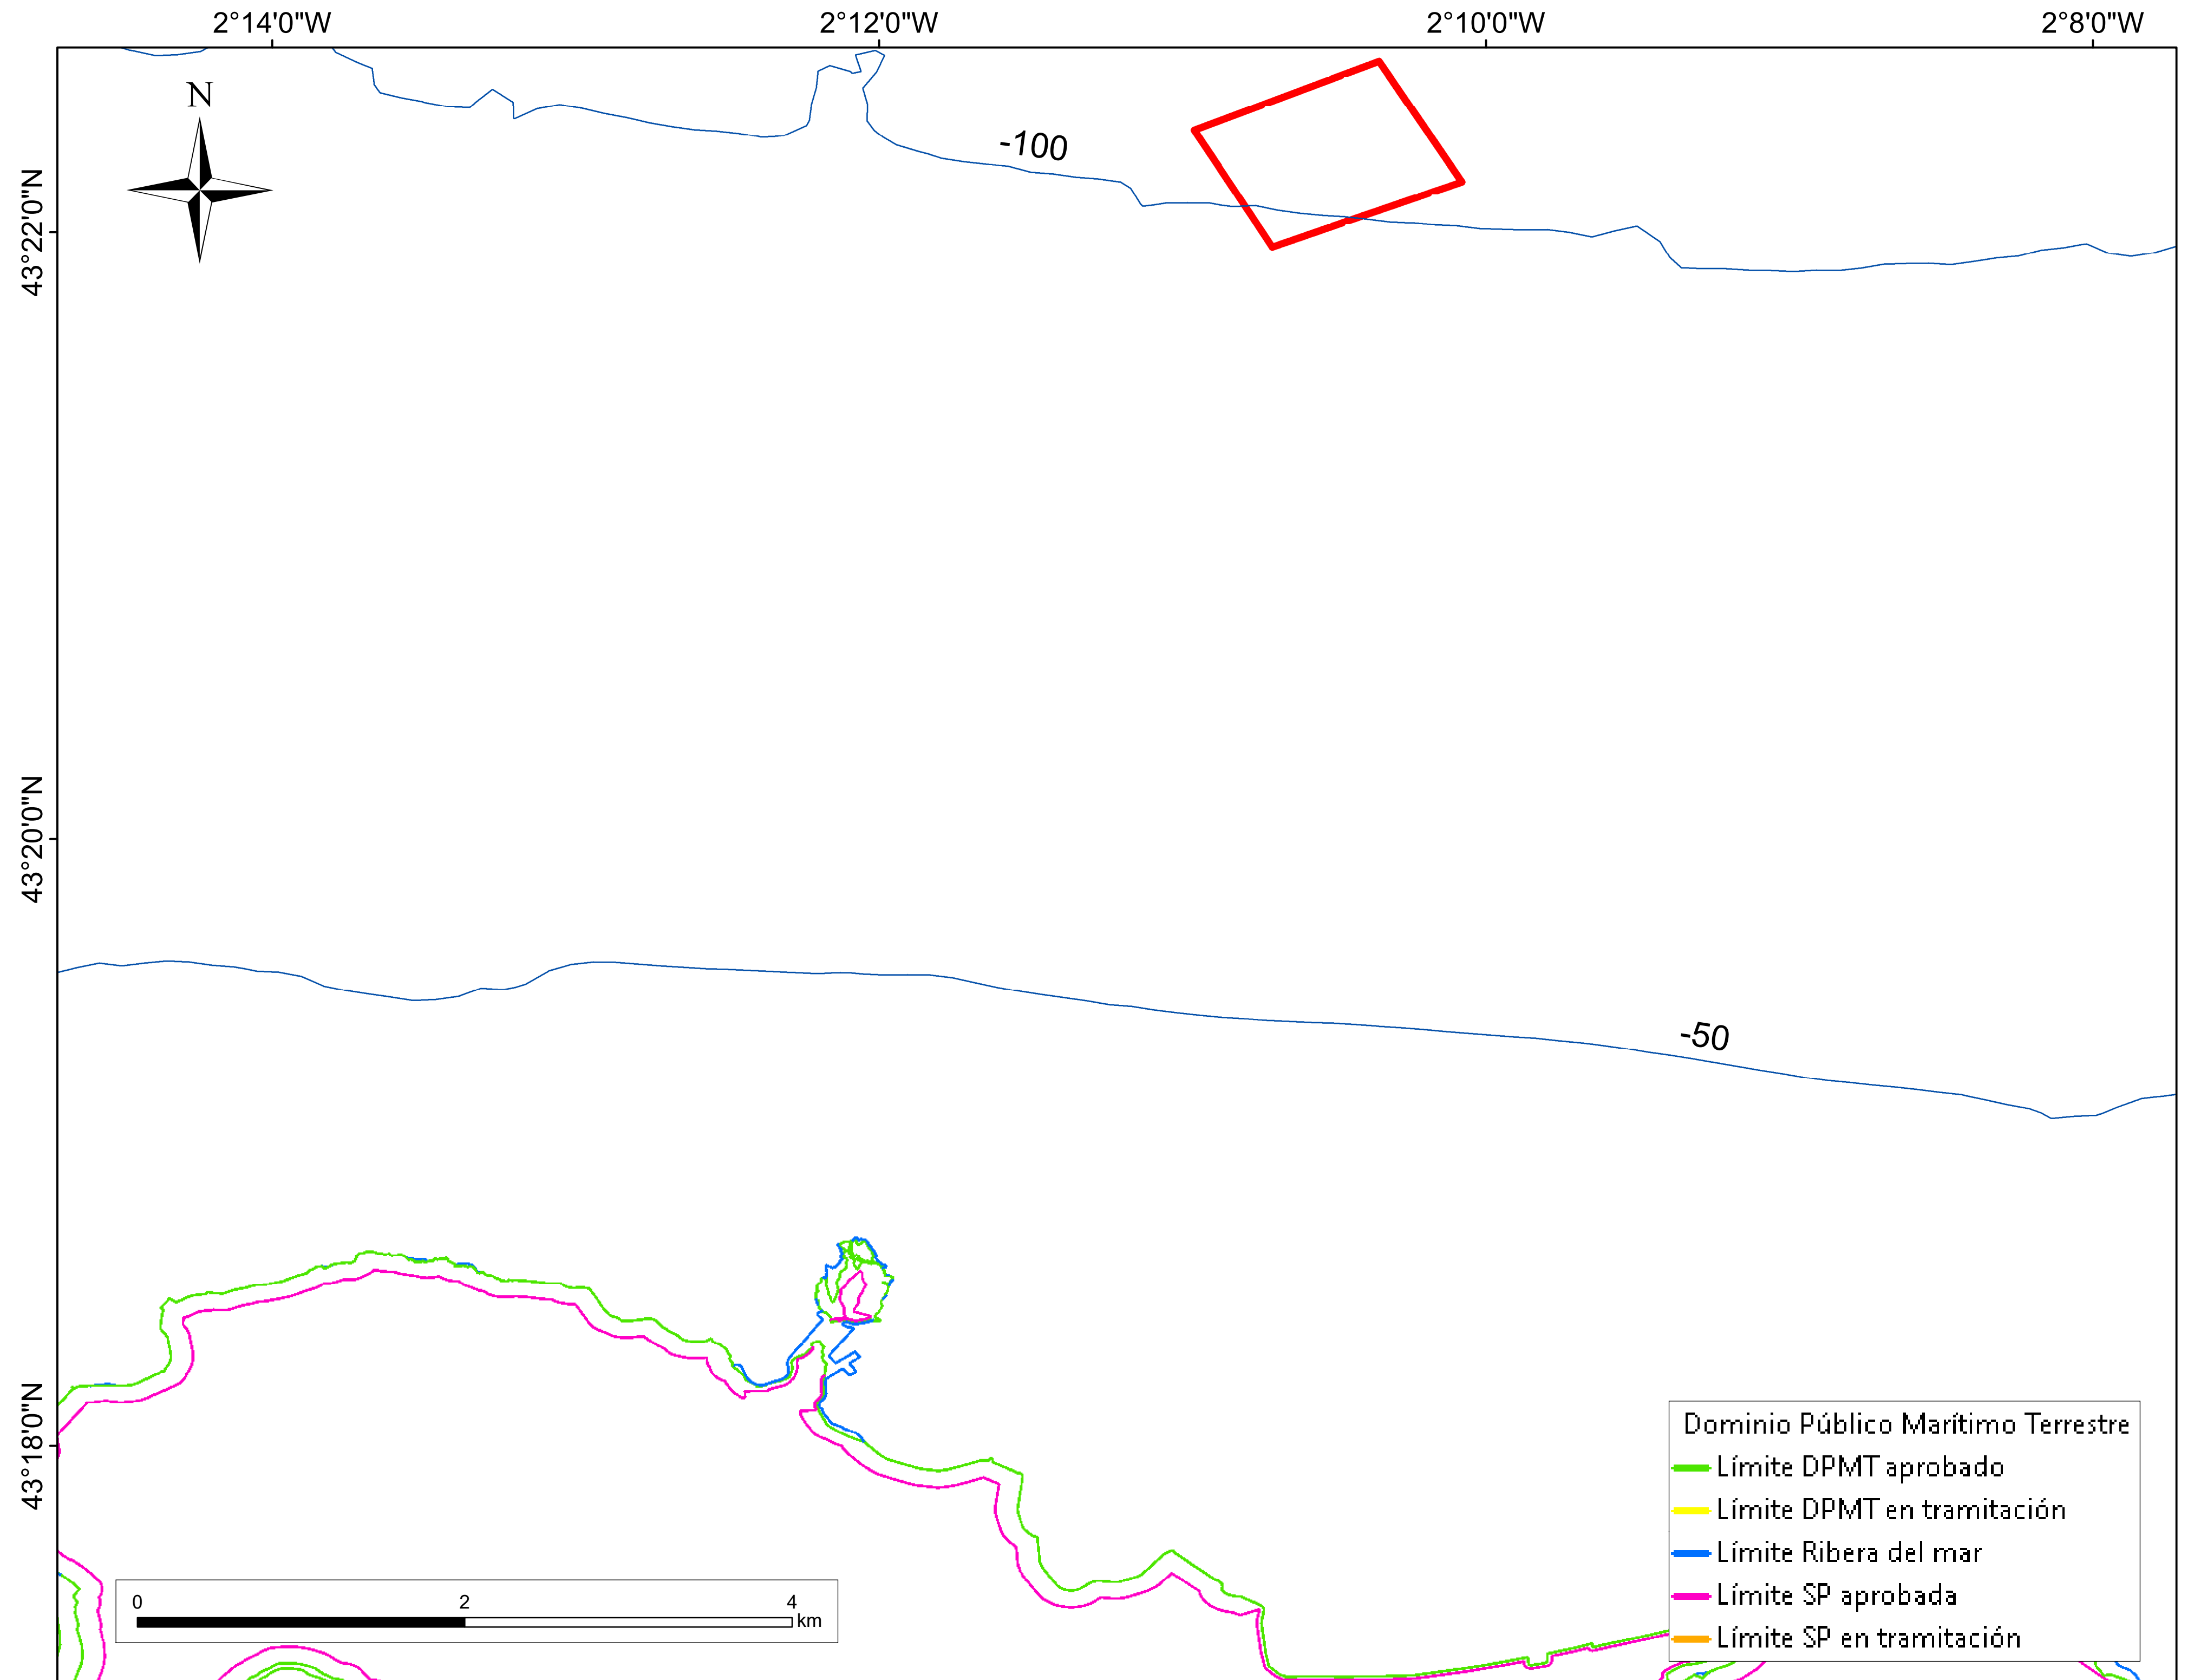 2°14'0"W 2°12'0"W 2°10'0"W 2°8'0"W
N
-100
43°22'0"N
43°20'0"N
-50
43°18'0"N
Dominio Público Marítimo Terrestre
Límite DPMT aprobado
Límite DPMT en tramitación
Límite Ribera del mar
Límite SP aprobada
Límite SP en tramitación
0 2 4
km